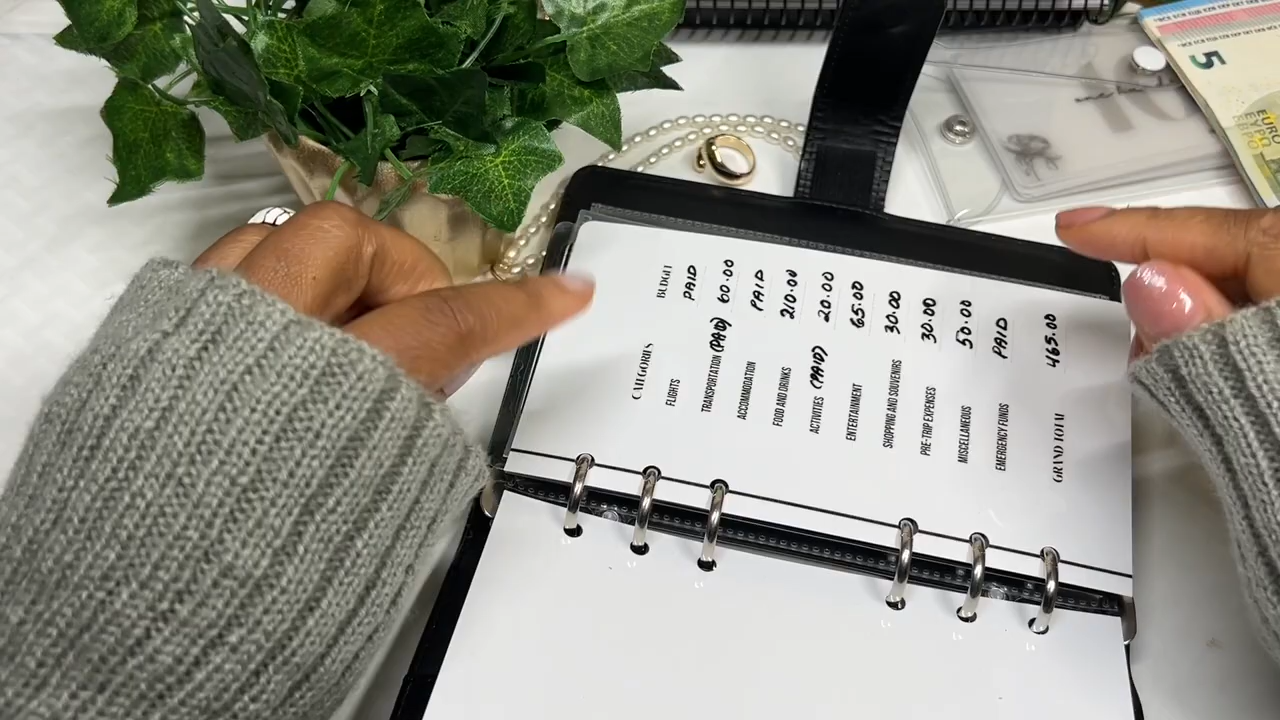 CATEGORIES BUDGET
FLIGHTS PAID
TRANSPORTATION (PAID) 60.00
ACCOMMODATION PAID
FOOD AND DRINKS 210.00
ACTIVITIES (PAID) 20.00
ENTERTAINMENT 65.00
SHOPPING AND SOUVENIRS 30.00
PRE-TRIP EXPENSES 30.00
MISCELLANEOUS 50.00
EMERGENCY FUNDS PAID
GRAND TOTAL 465.00
5
EURO